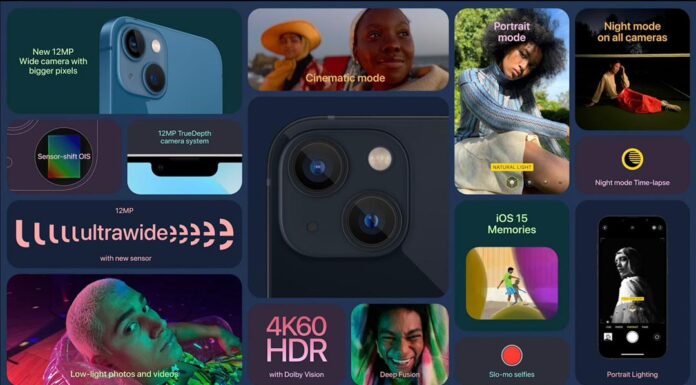 New 12MP
Wide camera with
bigger pixels
Cinematic mode
Portrait
mode
Night mode
on all cameras
Sensor-shift OIS
12MP TrueDepth
camera system
NATURAL LIGHT
Night mode Time-lapse
12MP
ultrawide
with new sensor
iOS 15
Memories
Low-light photos and videos
4K60
HDR
with Dolby Vision
Deep Fusion
Slo-mo selfies
Portrait Lighting